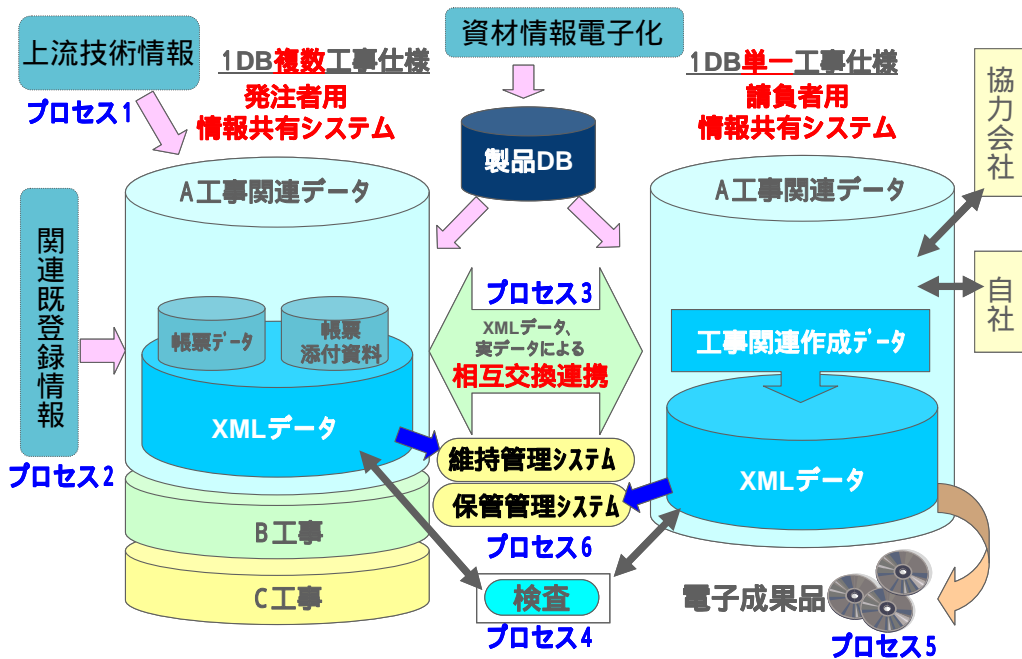 上流技術情報
プロセス1
1DB複数工事仕様
発注者用
情報共有システム
資材情報電子化
製品DB
1DB単一工事仕様
請負者用
情報共有システム
協力会社
自社
関連既登録情報
プロセス2
A工事関連データ
帳票データ
帳票
添付資料
XMLデータ
B工事
C工事
プロセス3
XMLデータ、
実データによる
相互交換連携
維持管理システム
保管管理システム
プロセス6
検査
プロセス4
A工事関連データ
工事関連作成データ
XMLデータ
電子成果品
プロセス5